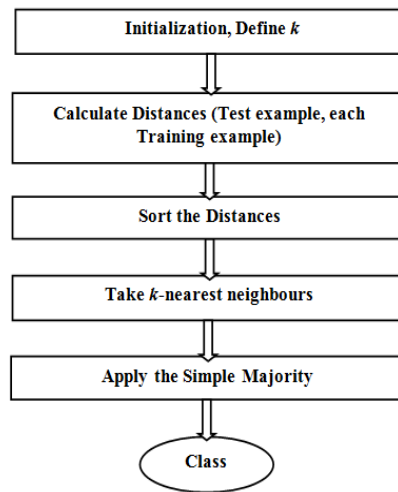 Initialization, Define k
Calculate Distances (Test example, each
Training example)
Sort the Distances
Take k-nearest neighbours
Apply the Simple Majority
Class